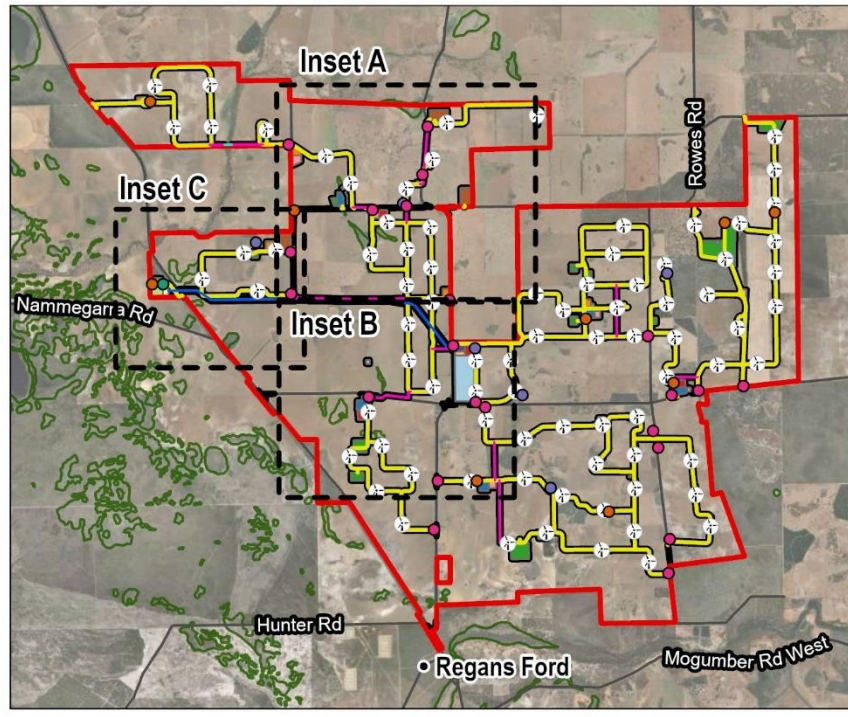 Inset A
Rowes Rd
Inset C
Nammegarra Rd
Inset B
Hunter Rd
• Regans Ford
Mogumber Rd West